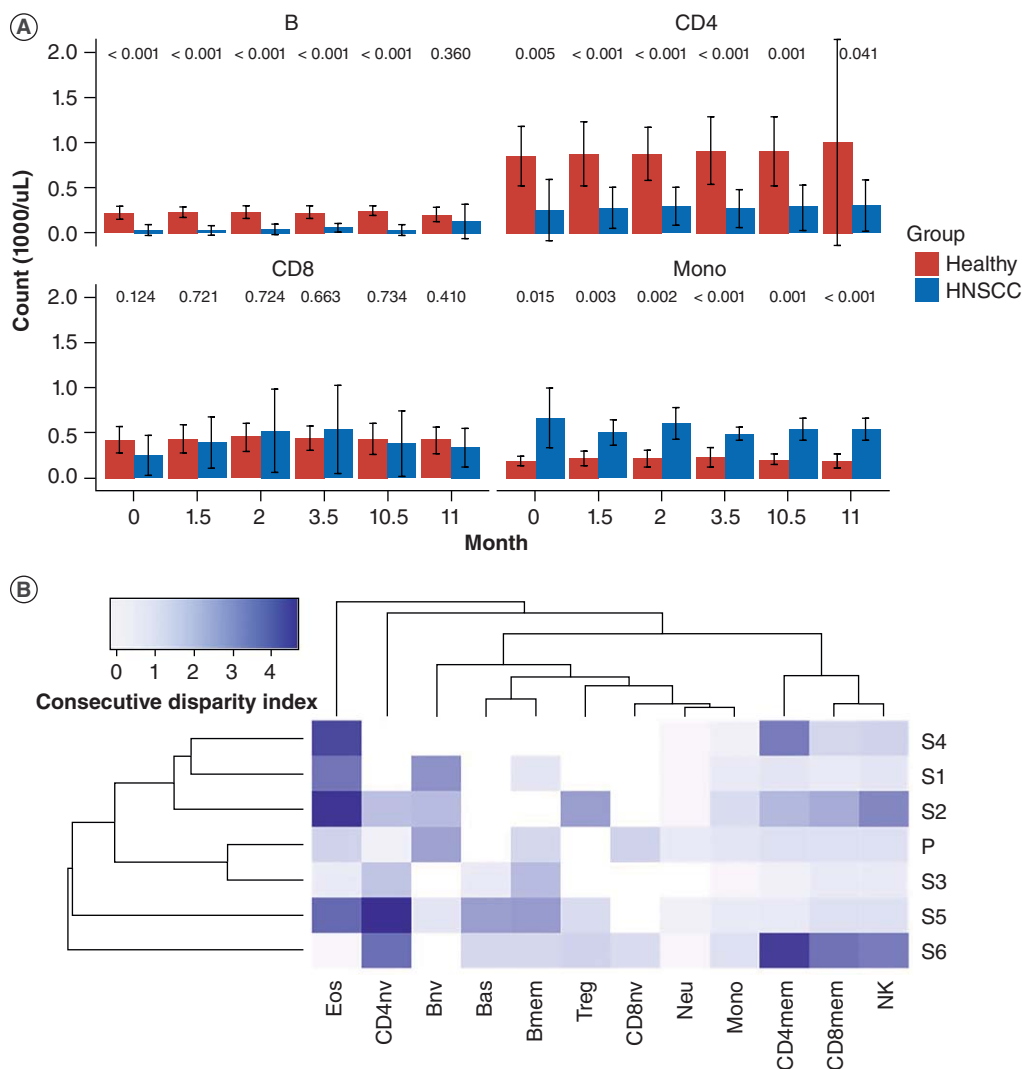 A
B
CD4
2.0
1.5
1.0
0.5
0.0
< 0.001 < 0.001 < 0.001 < 0.001 < 0.001 0.360
0.005 < 0.001 < 0.001 < 0.001 0.001 0.041
CD8
Mono
2.0
1.5
1.0
0.5
0.0
0.124 0.721 0.724 0.663 0.734 0.410
0.015 0.003 0.002 < 0.001 0.001 < 0.001
Count (1000/uL)
0 1.5 2 3.5 10.5 11
0 1.5 2 3.5 10.5 11
Month
Group
Healthy
HNSCC
B
0 1 2 3 4
Consecutive disparity index
S4
S1
S2
P
S3
S5
S6
Eos
CD4nv
Bnv
Bas
Bmem
Treg
CD8nv
Neu
Mono
CD4mem
CD8mem
NK